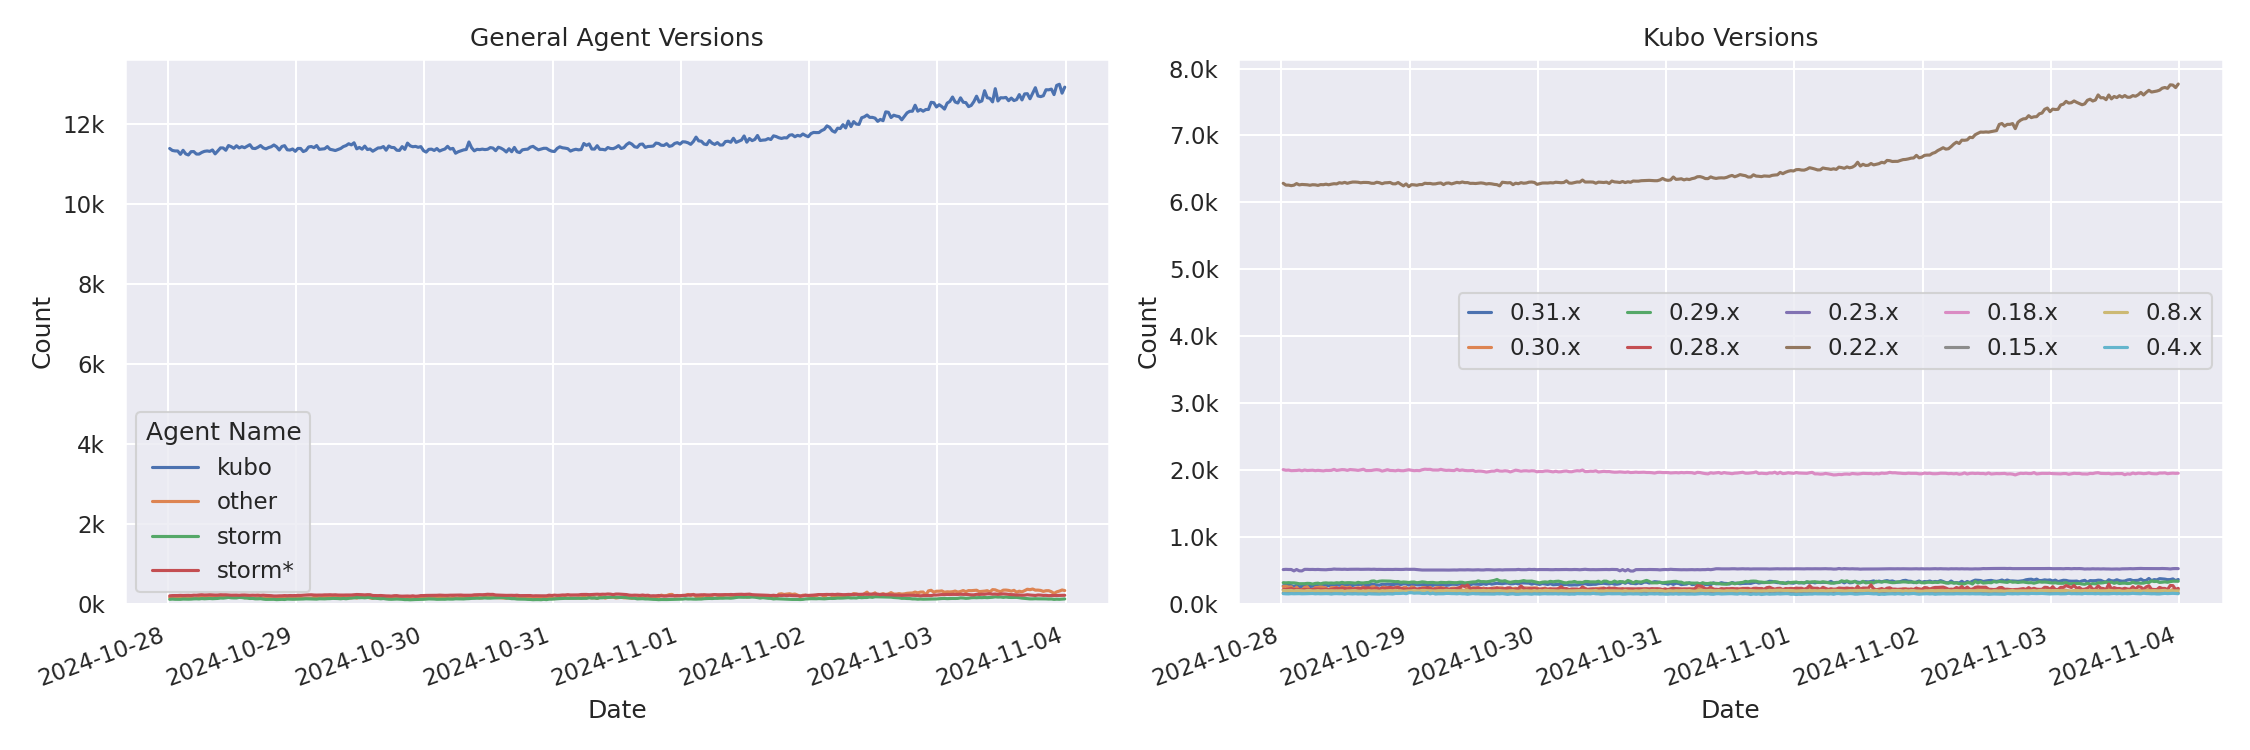 General Agent Versions
12k
10k
8k
6k
4k
2k
0k
Count
Agent Name
kubo
other
storm
storm*
2024-10-28
2024-10-29
2024-10-30
2024-10-31
2024-11-01
2024-11-02
2024-11-03
2024-11-04
Date
Kubo Versions
8.0k
7.0k
6.0k
5.0k
4.0k
3.0k
2.0k
1.0k
0.0k
Count
0.31.x 0.29.x 0.23.x 0.18.x 0.8.x
0.30.x 0.28.x 0.22.x 0.15.x 0.4.x
2024-10-28
2024-10-29
2024-10-30
2024-10-31
2024-11-01
2024-11-02
2024-11-03
2024-11-04
Date